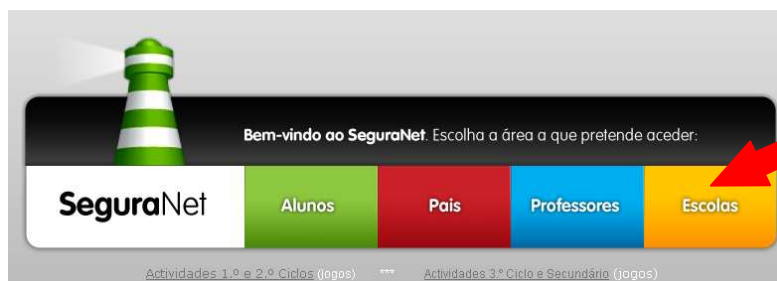 Bem-vindo ao SeguraNet. Escolha a área a que pretende aceder:
SeguraNet Alunos Pais Professores Escolas
Actividades 1.º e 2.º Ciclos (jogos) *** Actividades 3.º Ciclo e Secundário (jogos)